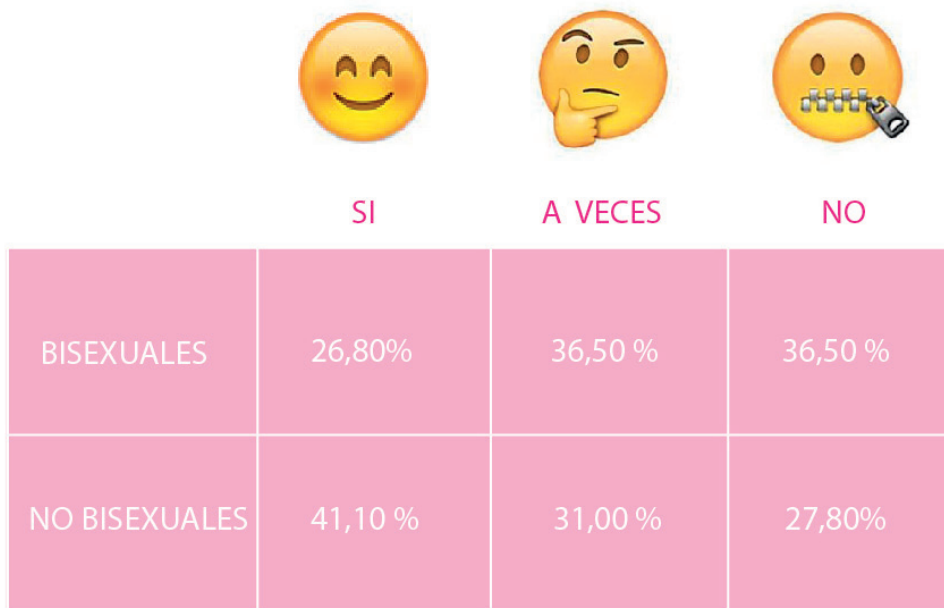 SI A VECES NO
BISEXUALES 26,80% 36,50 % 36,50 %
NO BISEXUALES 41,10 % 31,00 % 27,80%